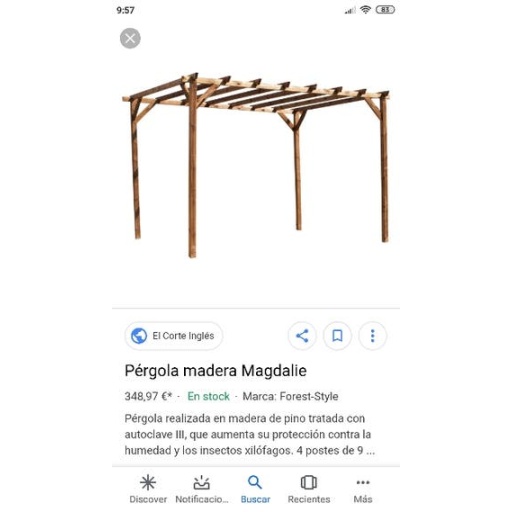 9:57
83
El Corte Inglés
Pérgola madera Magdalie
348,97 €* · En stock · Marca: Forest-Style
Pérgola realizada en madera de pino tratada con
autoclave III, que aumenta su protección contra la
humedad y los insectos xilófagos. 4 postes de 9 ...
Discover Notificacio... Buscar Recientes Más